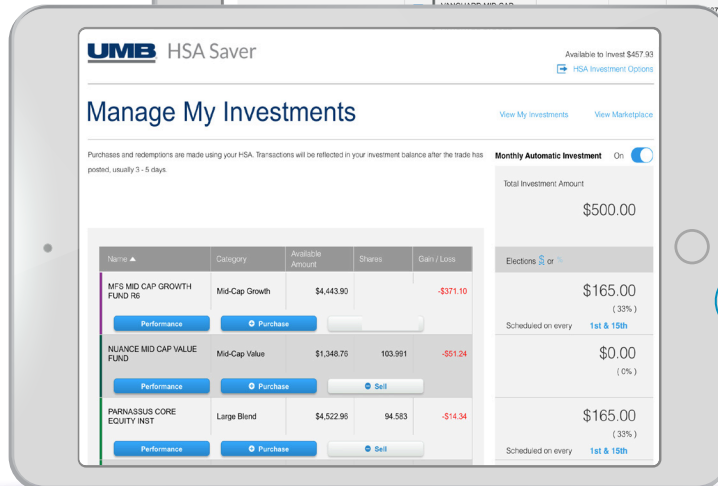 VANGUARD MID CAP
UMB HSA Saver
Available to Invest $457.93
HSA Investment Options
Manage My Investments
View My Investments View Marketplace
Purchases and redemptions are made using your HSA. Transactions will be reflected in your investment balance after the trade has
posted, usually 3 - 5 days
Monthly Automatic Investment On
Total Investment Amount
$500.00
Name ▲ Category Available Amount Shares Gain / Loss
Elections $ or %
MFS MID CAP GROWTH
FUND R6
Mid-Cap Growth $4,443.90 -$371.10
$165.00
(33%)
Performance Purchase
Scheduled on every 1st & 15th
NUANCE MID CAP VALUE
FUND
Mid-Cap Value $1,348.76 103.991 -$51.24
$0.00
(0%)
Performance Purchase Sell
PARNASSUS CORE
EQUITY INST
Large Blend $4,522.96 94.583 -$14.34
$165.00
(33%)
Performance Purchase Sell
Scheduled on every 1st & 15th